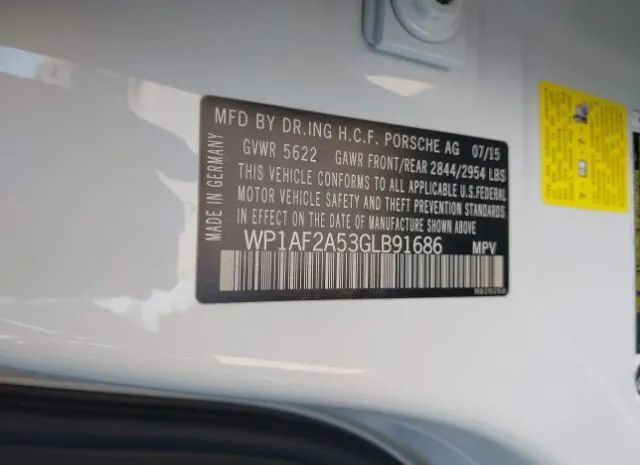 MFD BY DR.ING H.C.F. PORSCHE AG 07/15
GVWR 5622 GAWR FRONT/REAR 2844/2954 LBS
THIS VEHICLE CONFORMS TO ALL APPLICABLE U.S.FEDERAL
MOTOR VEHICLE SAFETY AND THEFT PREVENTION STANDARDS
IN EFFECT ON THE DATE OF MANUFACTURE SHOWN ABOVE
WP1AF2A53GLB91686 MPV
MADE IN GERMANY